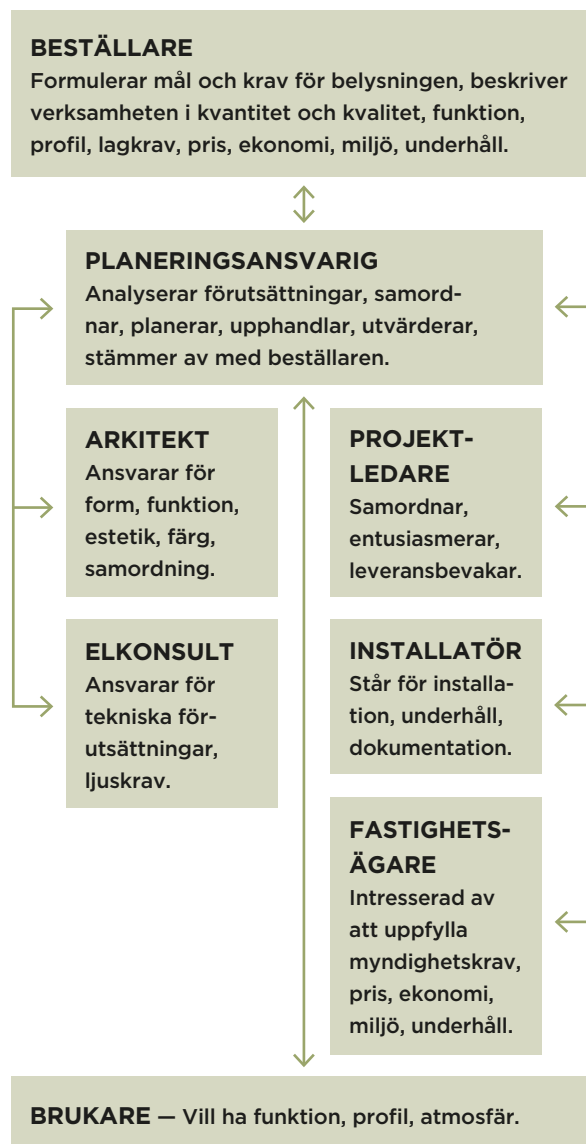 BESTÄLLARE
Formulerar mål och krav för belysningen, beskriver
verksamheten i kvantitet och kvalitet, funktion,
profil, lagkrav, pris, ekonomi, miljö, underhåll.
PLANERINGSANSVARIG
Analyserar förutsättningar, samord-
nar, planerar, upphandlar, utvärderar,
stämmer av med beställaren.
ARKITEKT
Ansvarar för
form, funktion,
estetik, färg,
samordning.
PROJEKT-
LEDARE
Samordnar,
entusiasmerar,
leveransbevakar.
ELKONSULT
Ansvarar för
tekniska för-
utsättningar,
ljuskrav.
INSTALLATÖR
Står för installa-
tion, underhåll,
dokumentation.
FASTIGHETS-
ÄGARE
Intresserad av
att uppfylla
myndighetskrav,
pris, ekonomi,
miljö, underhåll.
BRUKARE — Vill ha funktion, profil, atmosfär.